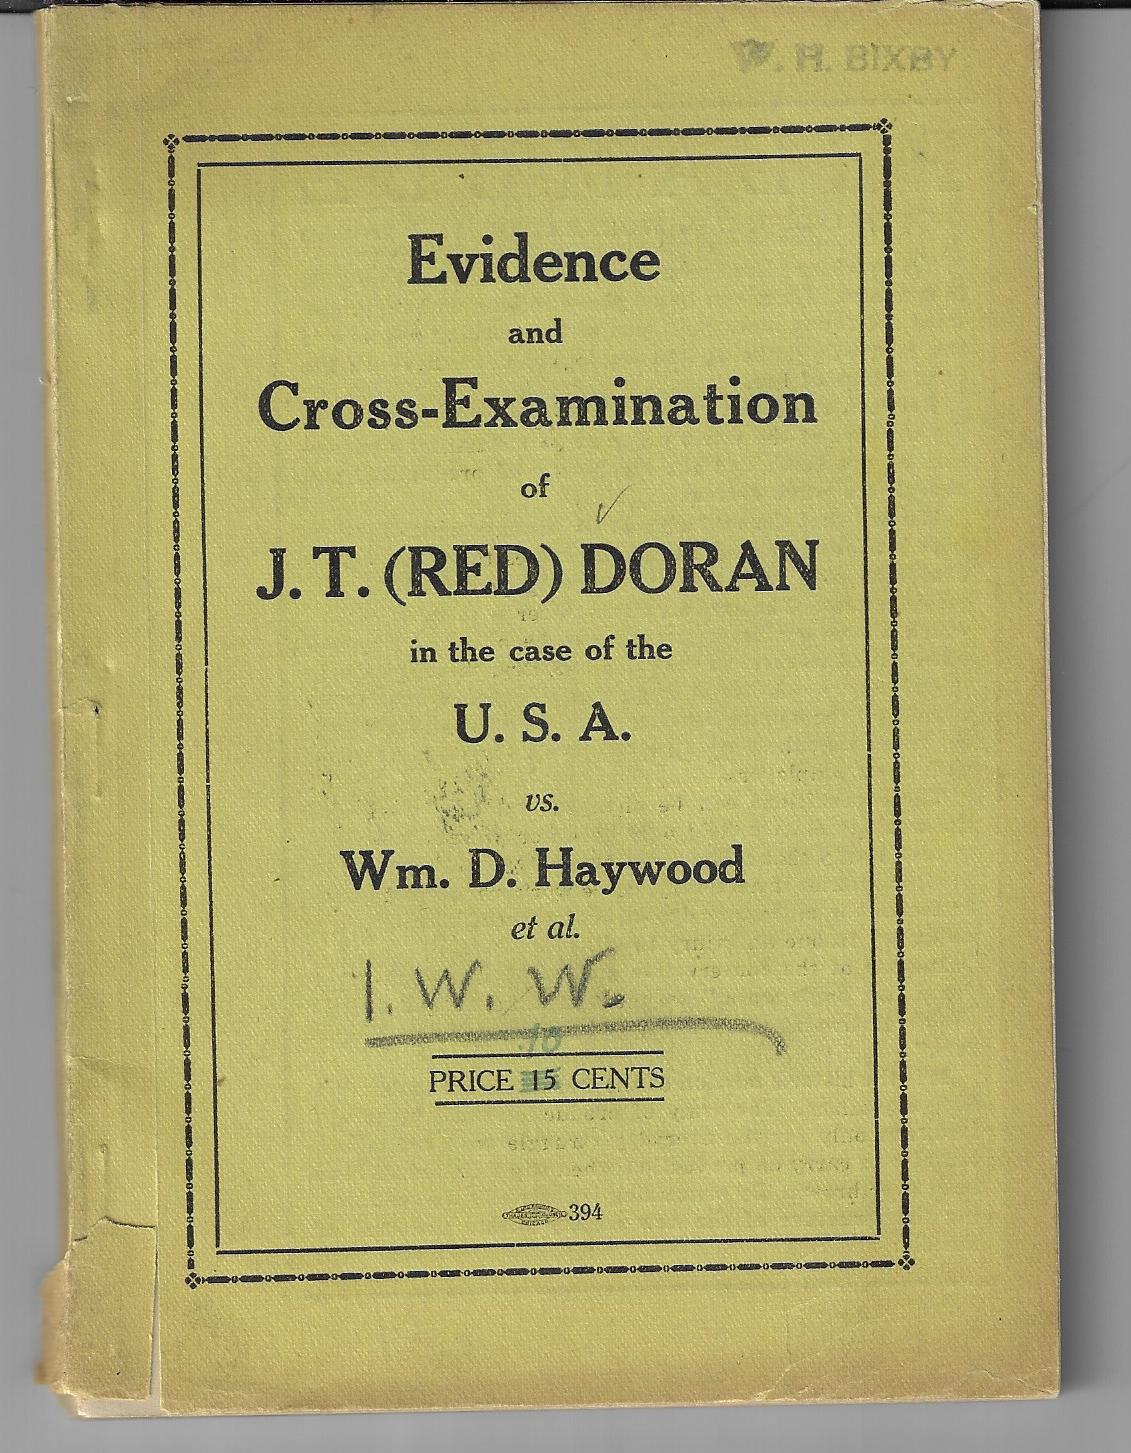 W. H. BIXBY
Evidence
and
Cross-Examination
of
J. T. (RED) DORAN
in the case of the
U. S. A.
vs.
Wm. D. Haywood
et al.
I. W. W.
10
PRICE 15 CENTS
394